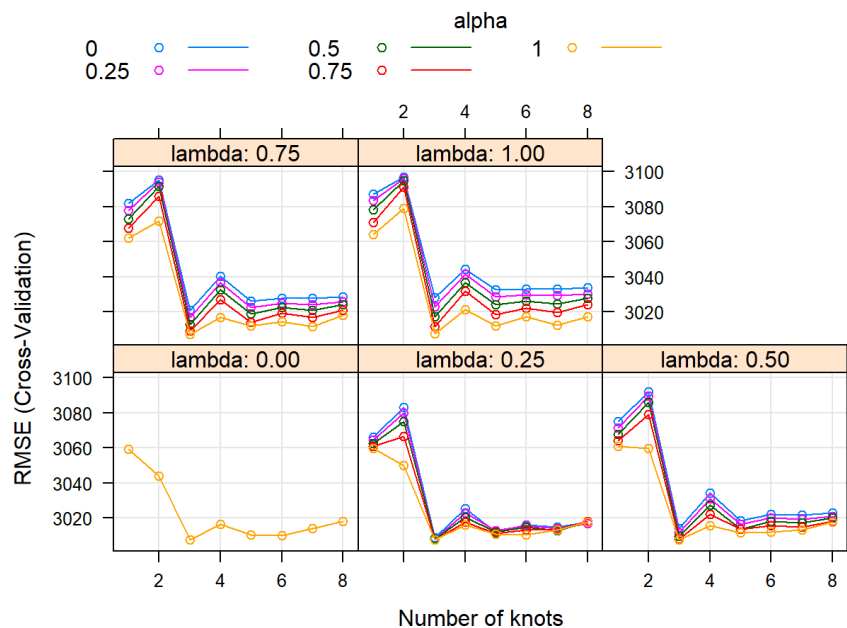 alpha
0 0.5 1
0.25 0.75
2 4 6 8
lambda: 0.75 lambda: 1.00
3100
3080
3060
3040
3020
lambda: 0.00 lambda: 0.25 lambda: 0.50
3100
3080
3060
3040
3020
RMSE (Cross-Validation)
2 4 6 8 2 4 6 8
Number of knots